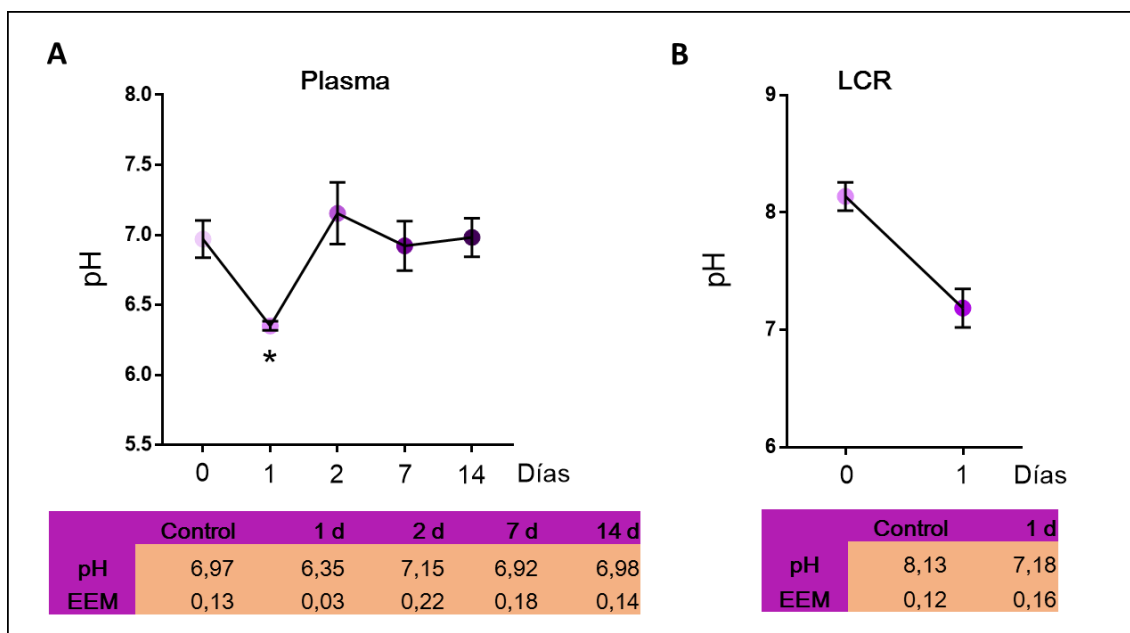 A
Plasma
pH
8.0
7.5
7.0
6.5
6.0
5.5
*
0 1 2 7 14 Días
Control 1 d 2 d 7 d 14 d
pH 6,97 6,35 7,15 6,92 6,98
EEM 0,13 0,03 0,22 0,18 0,14
B
LCR
pH
9
8
7
6
0 1 Días
Control 1 d
pH 8,13 7,18
EEM 0,12 0,16